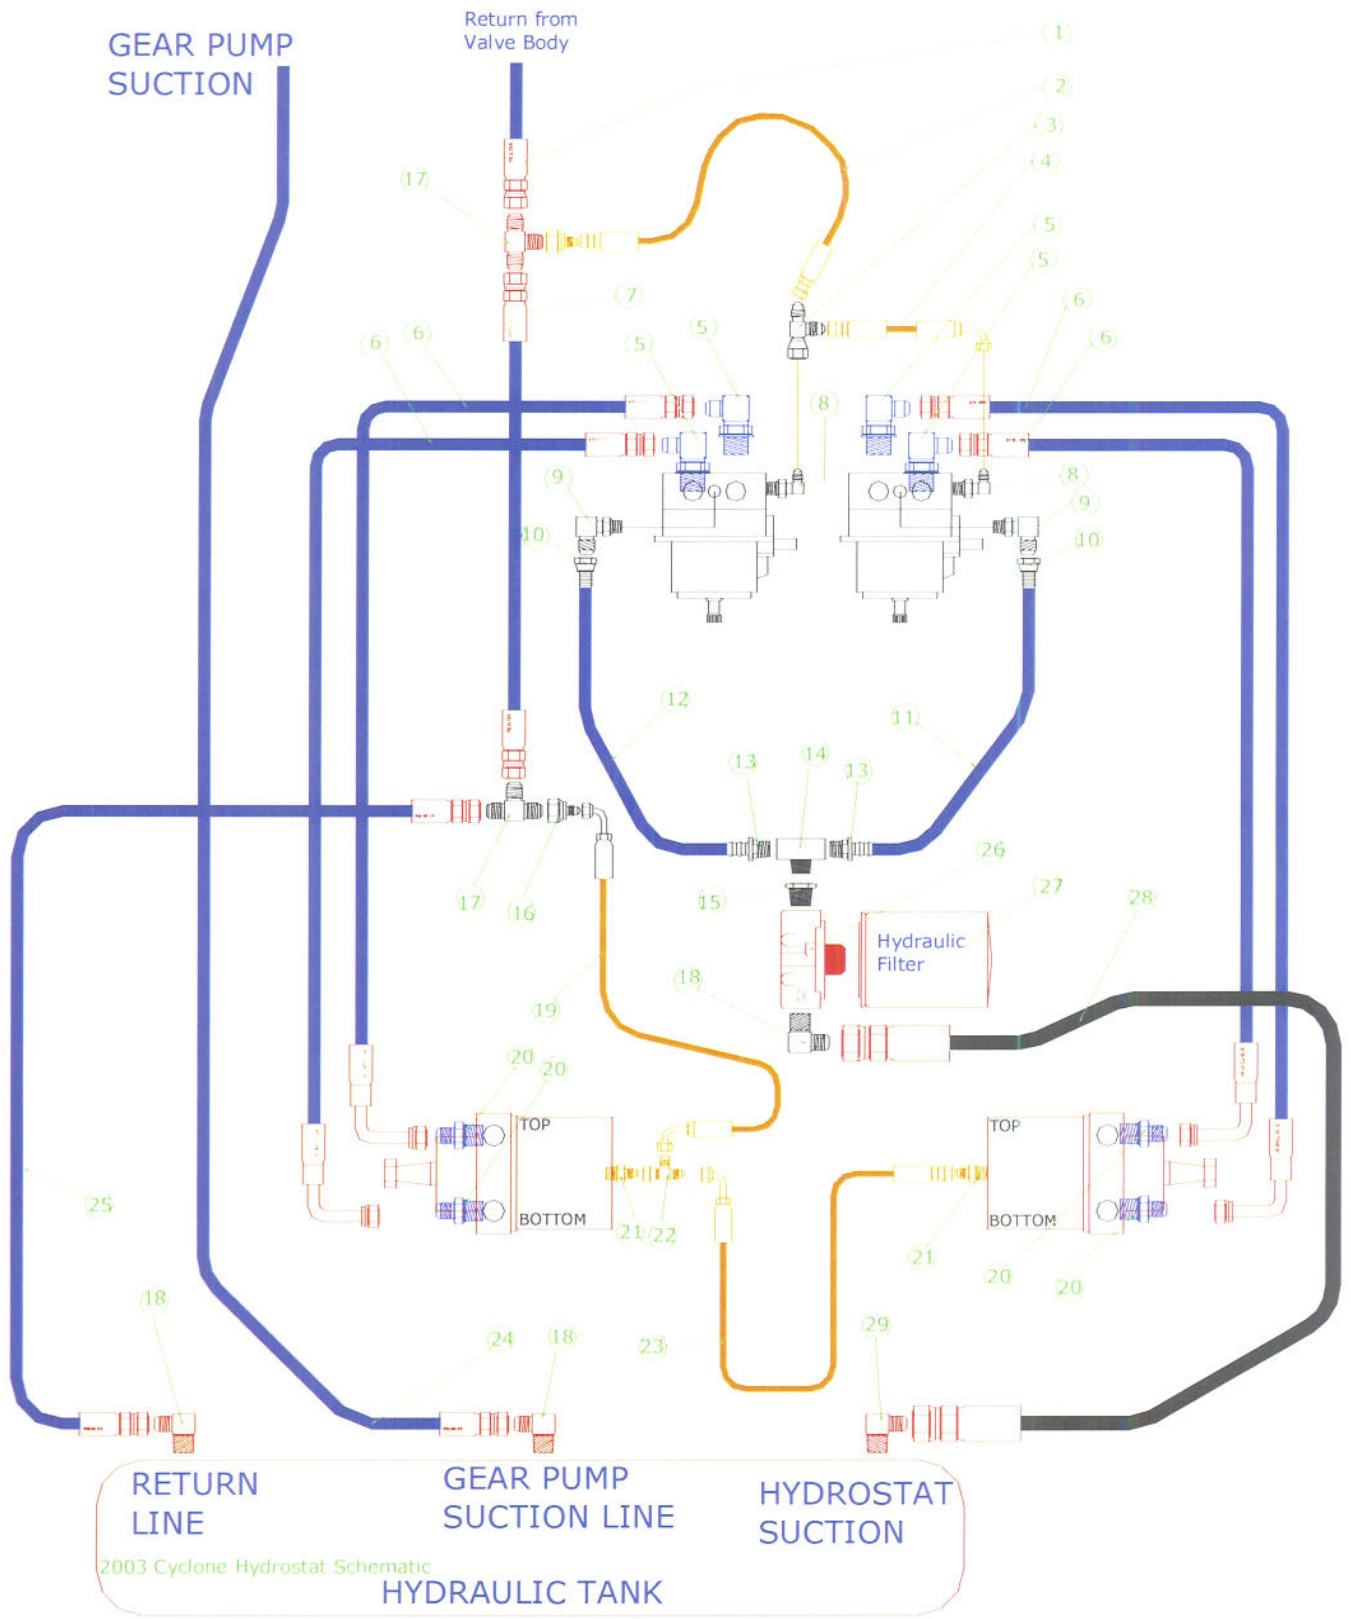 Return from
Valve Body
GEAR PUMP
SUCTION
1
2
3
4
17
5
5
7
6
6
5
6
6
5
8
9
8
9
10
10
12
11
13
14
13
26
27
17
16
15
28
Hydraulic
Filter
18
19
20
20
TOP
TOP
25
BOTTOM
BOTTOM
21
22
21
20
20
18
24
18
23
29
RETURN
LINE
GEAR PUMP
SUCTION LINE
HYDROSTAT
SUCTION
2003 Cyclone Hydrostat Schematic
HYDRAULIC TANK